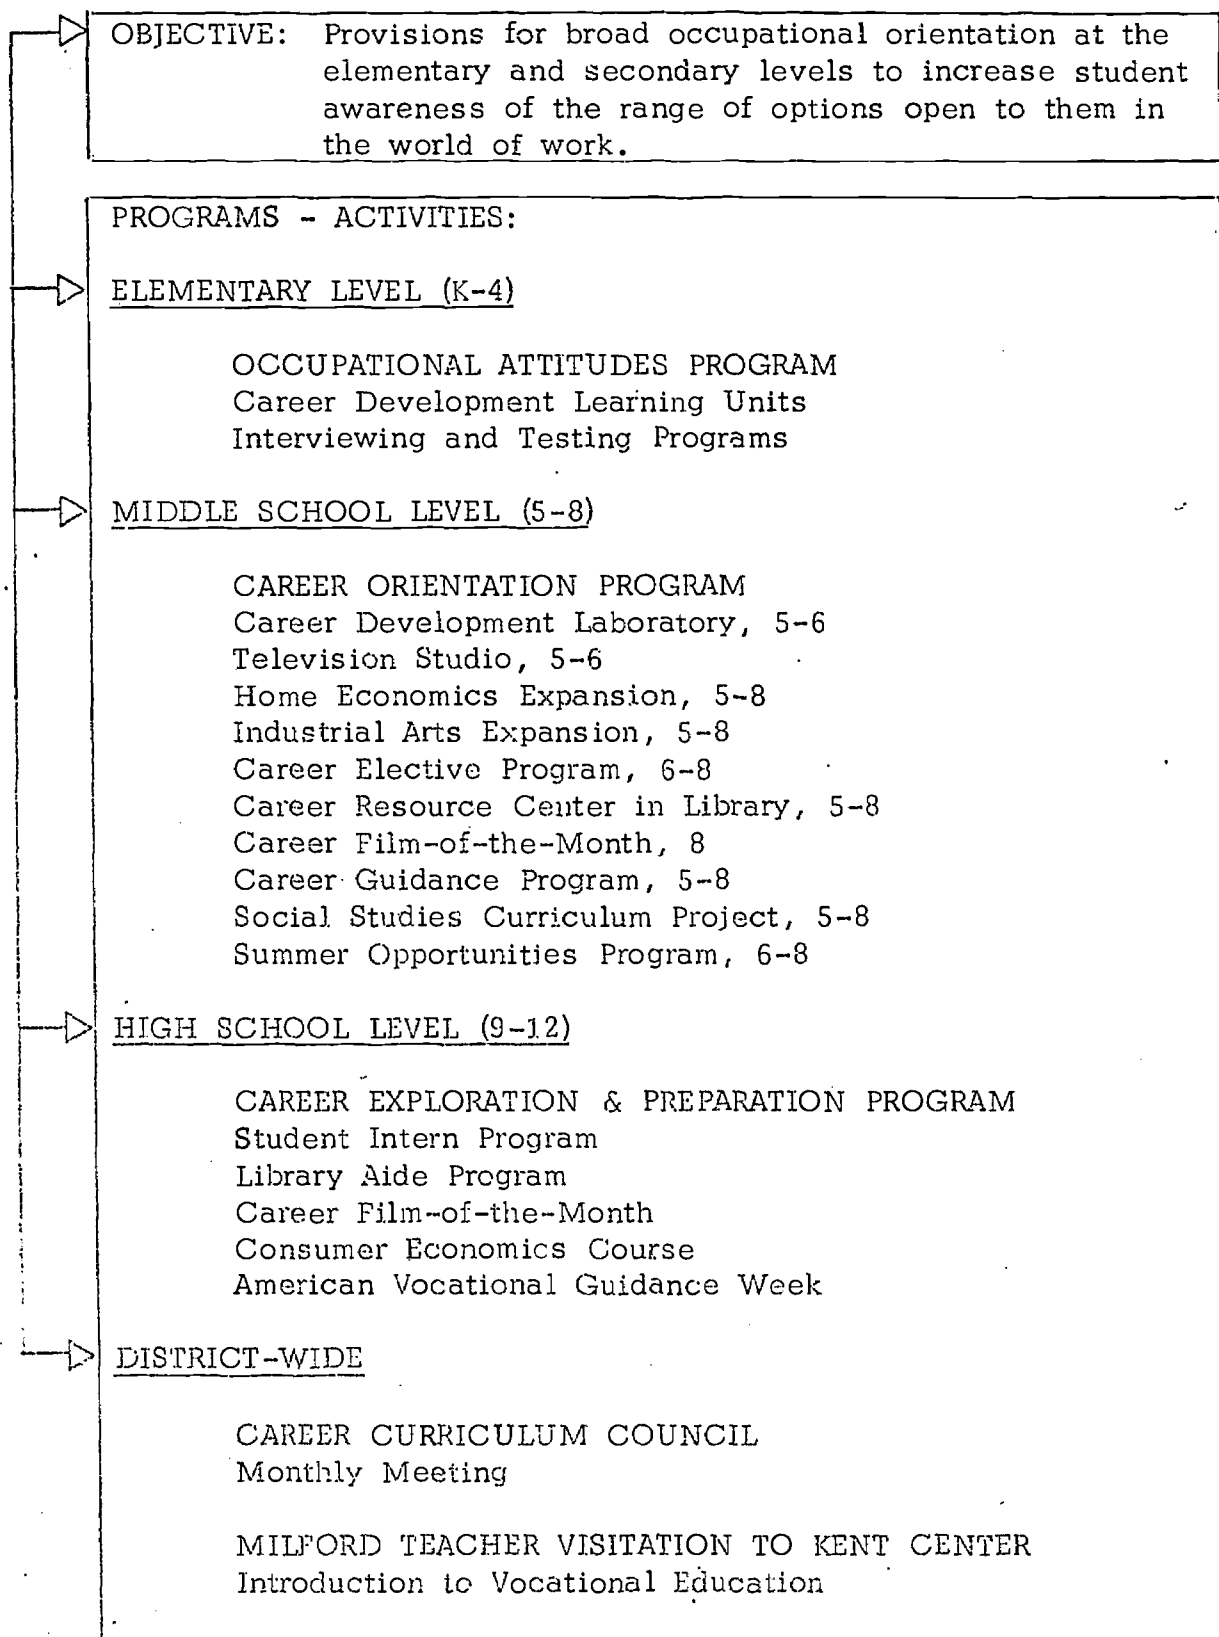 OBJECTIVE: Provisions for broad occupational orientation at the
elementary and secondary levels to increase student
awareness of the range of options open to them in
the world of work.
PROGRAMS - ACTIVITIES:
ELEMENTARY LEVEL (K-4)
OCCUPATIONAL ATTITUDES PROGRAM
Career Development Learning Units
Interviewing and Testing Programs
MIDDLE SCHOOL LEVEL (5-8)
CAREER ORIENTATION PROGRAM
Career Development Laboratory, 5-6
Television Studio, 5-6
Home Economics Expansion, 5-8
Industrial Arts Expansion, 5-8
Career Elective Program, 6-8
Career Resource Center in Library, 5-8
Career Film-of-the-Month, 8
Career Guidance Program, 5-8
Social Studies Curriculum Project, 5-8
Summer Opportunities Program, 6-8
HIGH SCHOOL LEVEL (9-12)
CAREER EXPLORATION & PREPARATION PROGRAM
Student Intern Program
Library Aide Program
Career Film-of-the-Month
Consumer Economics Course
American Vocational Guidance Week
DISTRICT-WIDE
CAREER CURRICULUM COUNCIL
Monthly Meeting
MILFORD TEACHER VISITATION TO KENT CENTER
Introduction to Vocational Education